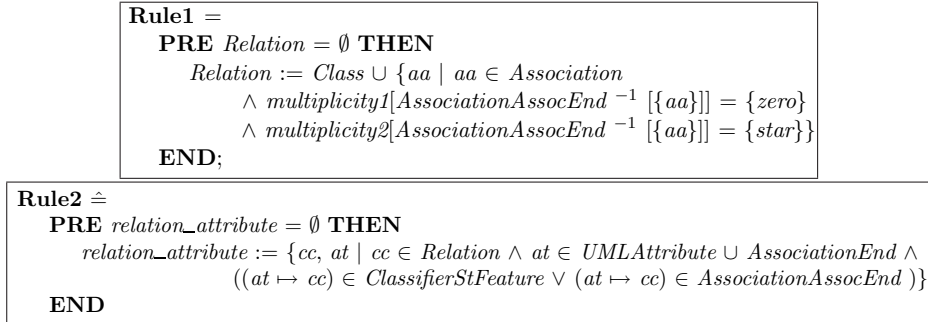 Rule1 =
PRE Relation = ∅ THEN
Relation := Class ∪ {aa | aa ∈ Association
∧ multiplicity1[AssociationAssocEnd ⁻¹ [{aa}]] = {zero}
∧ multiplicity2[AssociationAssocEnd ⁻¹ [{aa}]] = {star}}
END;
Rule2 ≙
PRE relation_attribute = ∅ THEN
relation_attribute := {cc, at | cc ∈ Relation ∧ at ∈ UMLAttribute ∪ AssociationEnd ∧
((at ↦ cc) ∈ ClassifierStFeature ∨ (at ↦ cc) ∈ AssociationAssocEnd )}
END